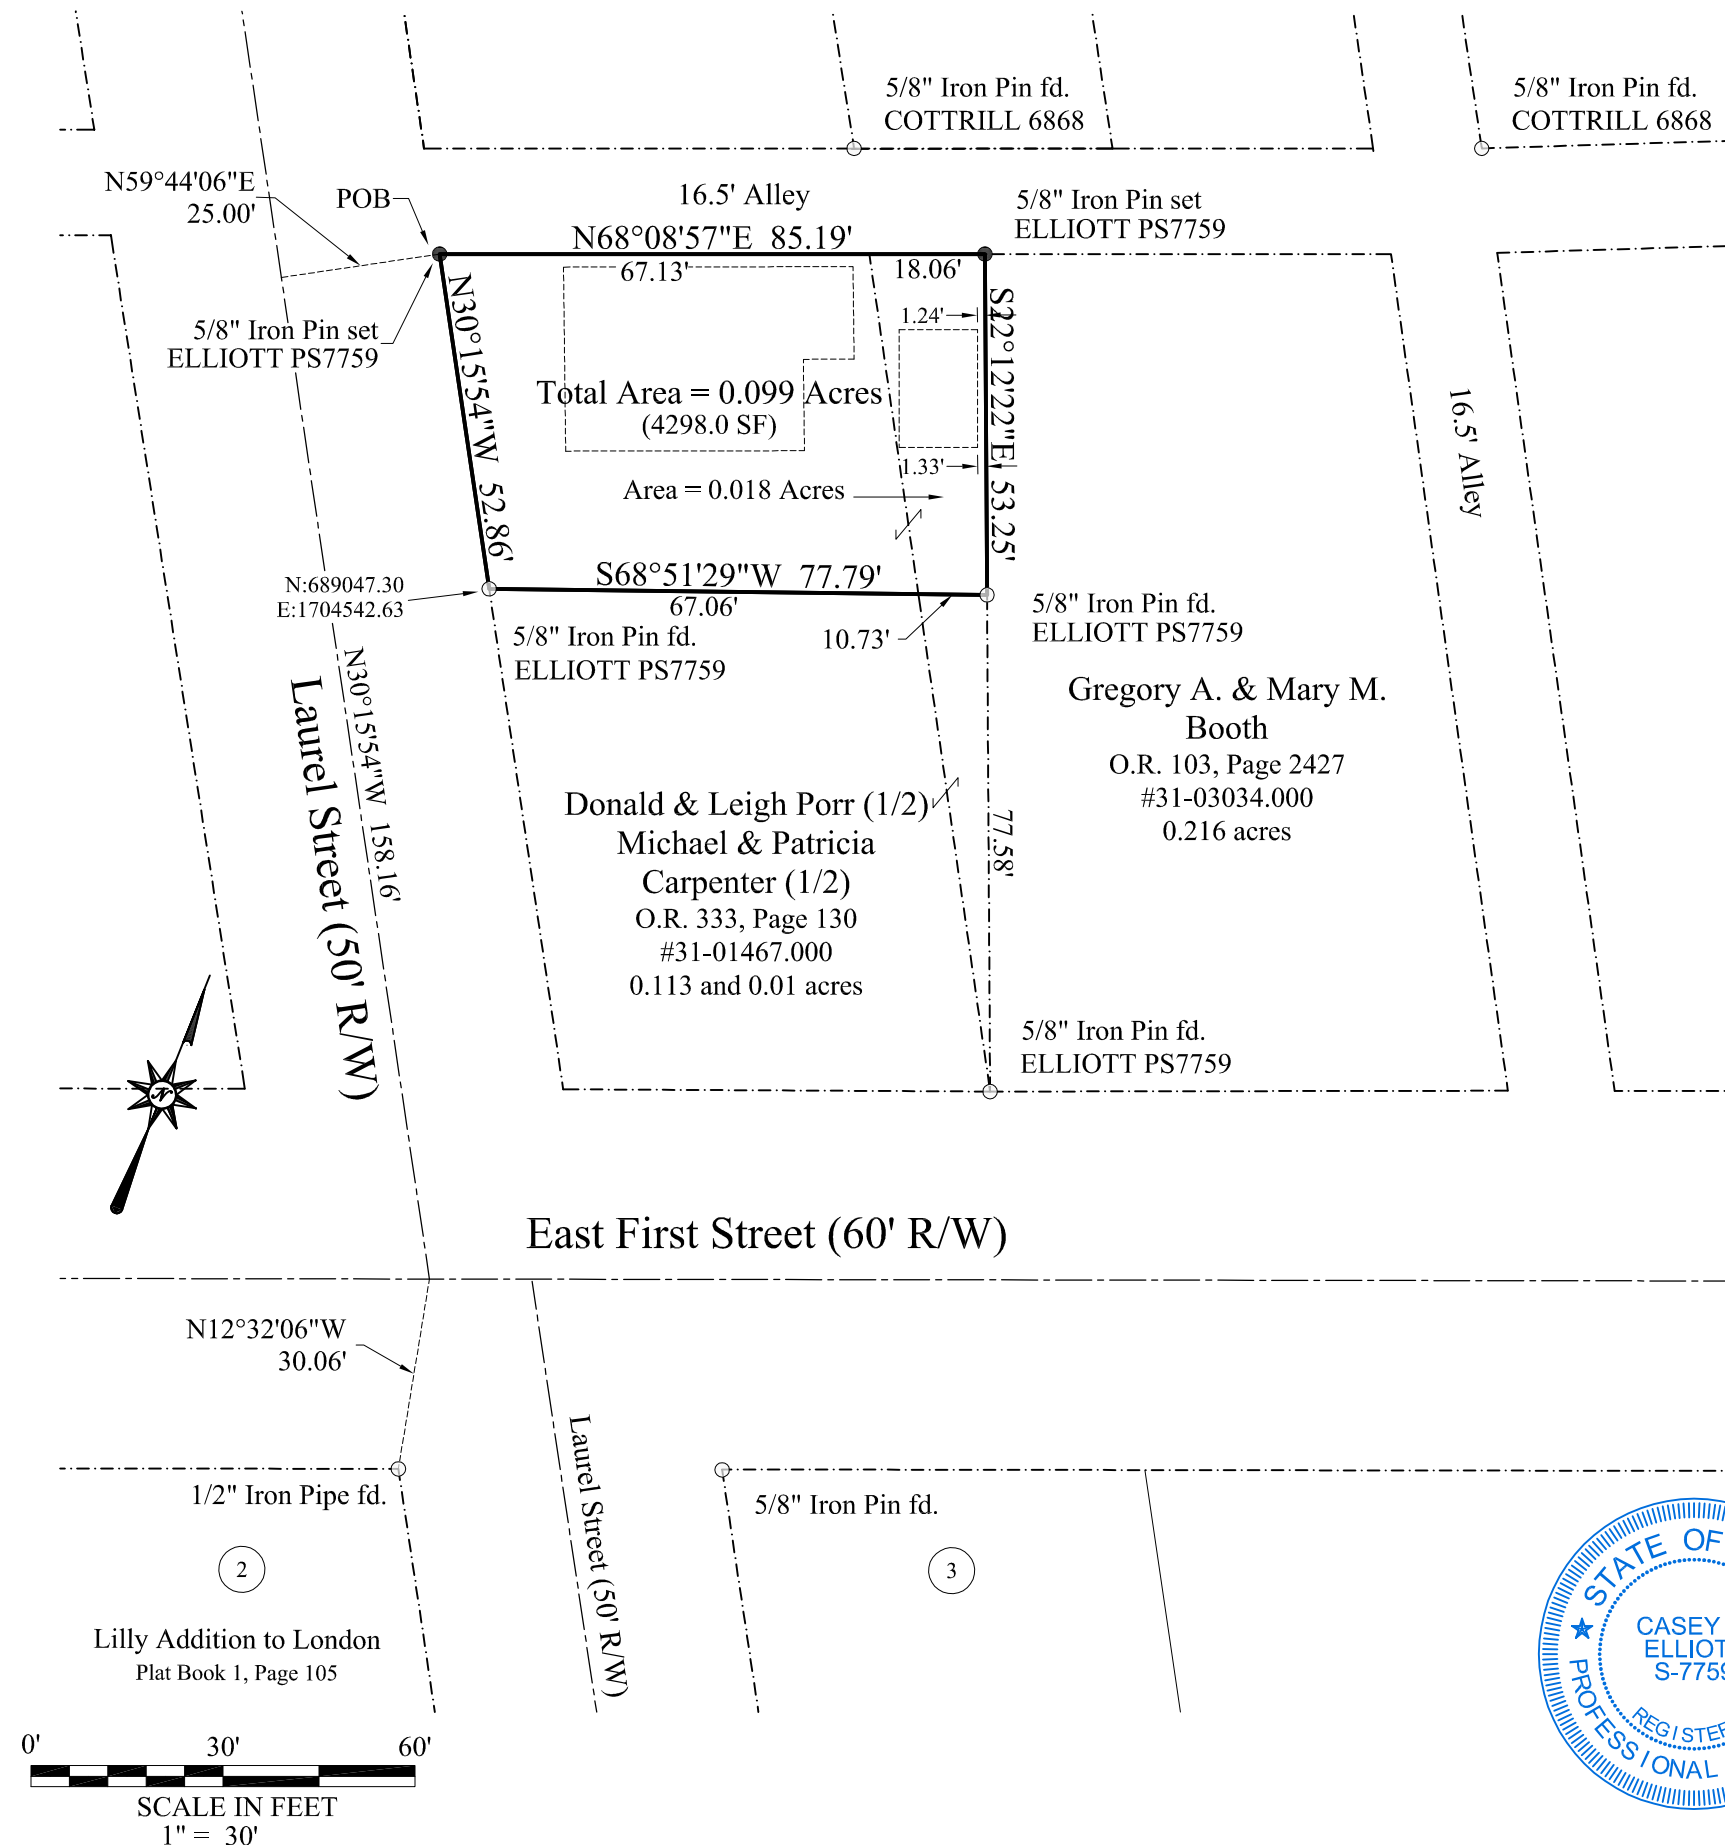 5/8" Iron Pin fd.
COTTRILL 6868
5/8" Iron Pin fd.
COTTRILL 6868
N59°44'06"E
25.00'
POB
16.5' Alley
5/8" Iron Pin set
ELLIOTT PS7759
N68°08'57"E 85.19'
67.13'
18.06'
5/8" Iron Pin set
ELLIOTT PS7759
N30°15'54"W 52.86'
1.24'
S22°12'22"E 53.25'
Total Area = 0.099 Acres
(4298.0 SF)
1.33'
Area = 0.018 Acres
16.5' Alley
S68°51'29"W 77.79'
67.06'
10.73'
N:689047.30
E:1704542.63
5/8" Iron Pin fd.
ELLIOTT PS7759
5/8" Iron Pin fd.
ELLIOTT PS7759
Laurel Street (50' R/W)
N30°15'54"W 158.16'
Gregory A. & Mary M.
Booth
O.R. 103, Page 2427
#31-03034.000
0.216 acres
Donald & Leigh Porr (1/2)
Michael & Patricia
Carpenter (1/2)
O.R. 333, Page 130
#31-01467.000
0.113 and 0.01 acres
77.58'
5/8" Iron Pin fd.
ELLIOTT PS7759
N
East First Street (60' R/W)
N12°32'06"W
30.06'
1/2" Iron Pipe fd.
Laurel Street (50' R/W)
5/8" Iron Pin fd.
2
3
Lilly Addition to London
Plat Book 1, Page 105
STATE OF
CASEY
ELLIOT
S-7759
REGISTER
PROFESSIONAL
0' 30' 60'
SCALE IN FEET
1" = 30'